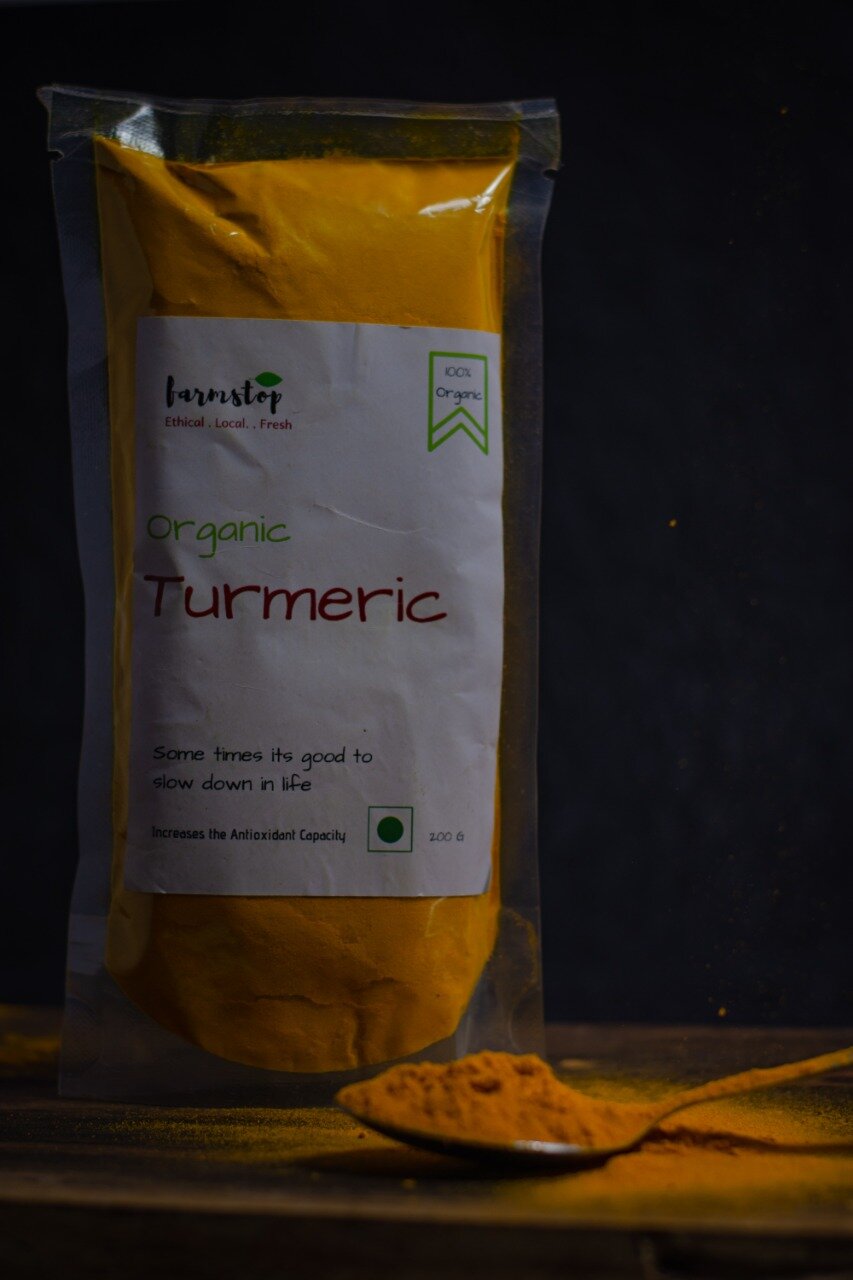 farmstop
Ethical . Local. . Fresh
100%
Organic
Organic
Turmeric
Some times its good to
slow down in life
Increases the Antioxidant Capacity
200 G